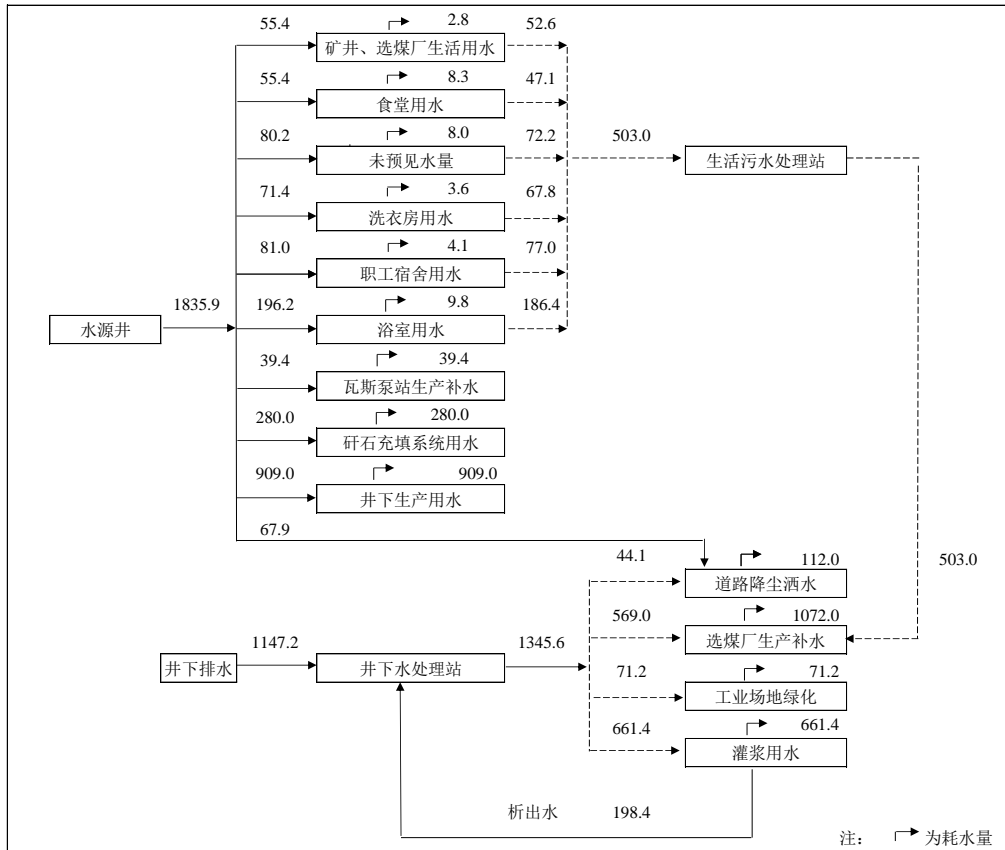 55.4 2.8 52.6
矿井、选煤厂生活用水
55.4 8.3 47.1
食堂用水
80.2 8.0 72.2 503.0
未预见水量 生活污水处理站
71.4 3.6 67.8
洗衣房用水
81.0 4.1 77.0
职工宿舍用水
1835.9 196.2 9.8 186.4
水源井 浴室用水
39.4 39.4
瓦斯泵站生产补水
280.0 280.0
矸石充填系统用水
909.0 909.0
井下生产用水
67.9
44.1 112.0 503.0
道路降尘洒水
569.0 1072.0
选煤厂生产补水
1147.2 1345.6
井下排水 井下水处理站
71.2 71.2
工业场地绿化
661.4 661.4
灌浆用水
析出水 198.4
注： 为耗水量